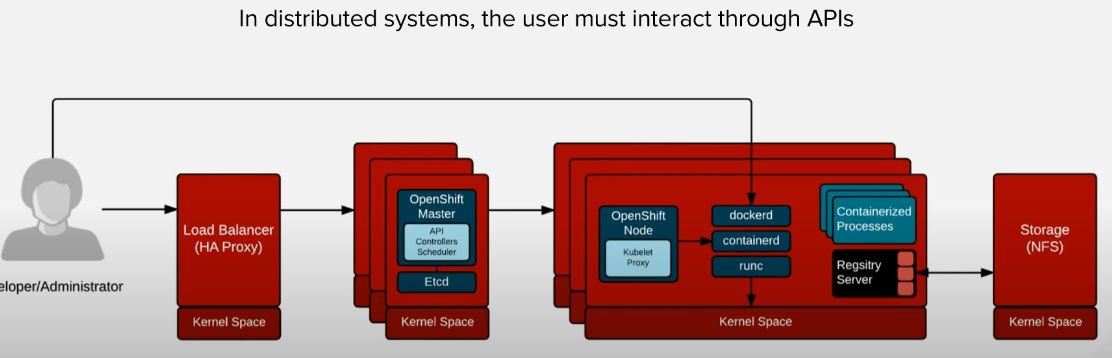 In distributed systems, the user must interact through APIs
eloper/Administrator
Load Balancer
(HA Proxy)
Kernel Space
OpenShift
Master
API
Controllers
Scheduler
Etcd
Kernel Space
OpenShift
Node
Kubelet
Proxy
dockerd
containerd
runc
Containerized
Processes
Regsitry
Server
Kernel Space
Storage
(NFS)
Kernel Space